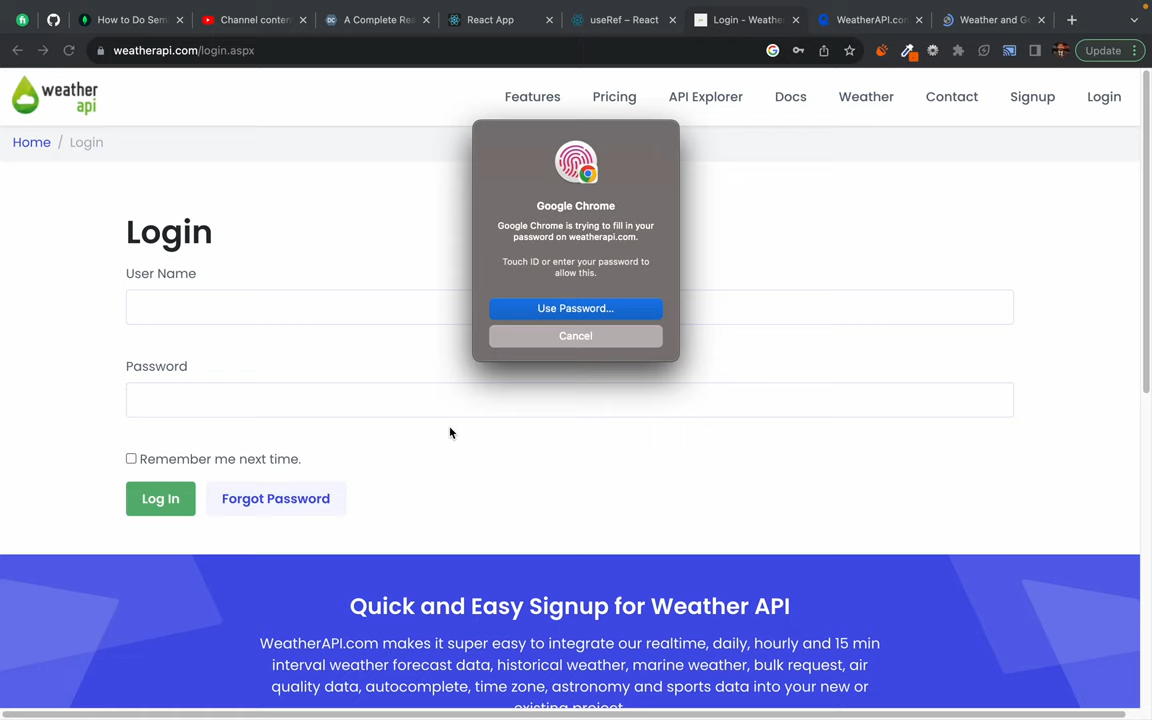 How to Do Sem
Channel conten
A Complete Rea
React App
useRef – React
Login - Weathe
WeatherAPI.con
Weather and Ge
weatherapi.com/login.aspx
Update
weather
api
Features
Pricing
API Explorer
Docs
Weather
Contact
Signup
Login
Home / Login
Google Chrome
Google Chrome is trying to fill in your
password on weatherapi.com.
Touch ID or enter your password to
allow this.
Use Password...
Cancel
Login
User Name
Password
Remember me next time.
Log In
Forgot Password
Quick and Easy Signup for Weather API
WeatherAPI.com makes it super easy to integrate our realtime, daily, hourly and 15 min
interval weather forecast data, historical weather, marine weather, bulk request, air
quality data, autocomplete, time zone, astronomy and sports data into your new or
existing project.